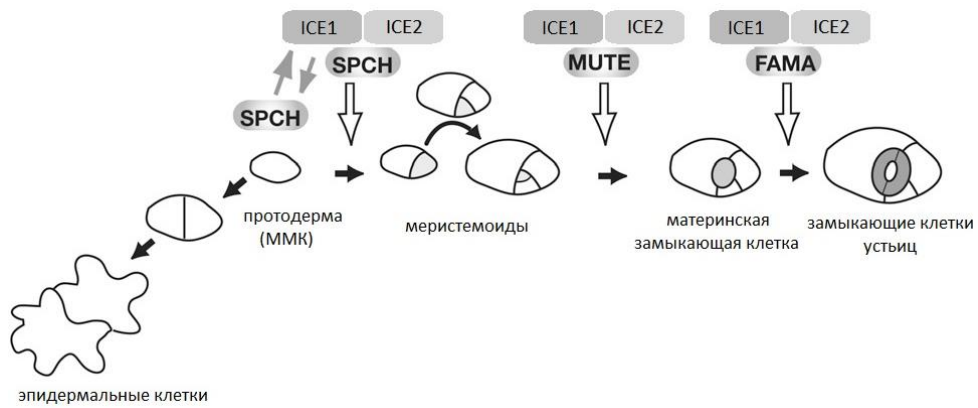 ICE1 ICE2
SPCH
SPCH
ICE1 ICE2
MUTE
ICE1 ICE2
FAMA
протодерма
(ММК)
меристемоиды
материнская
замыкающая клетка
замыкающие клетки
устьиц
эпидермальные клетки